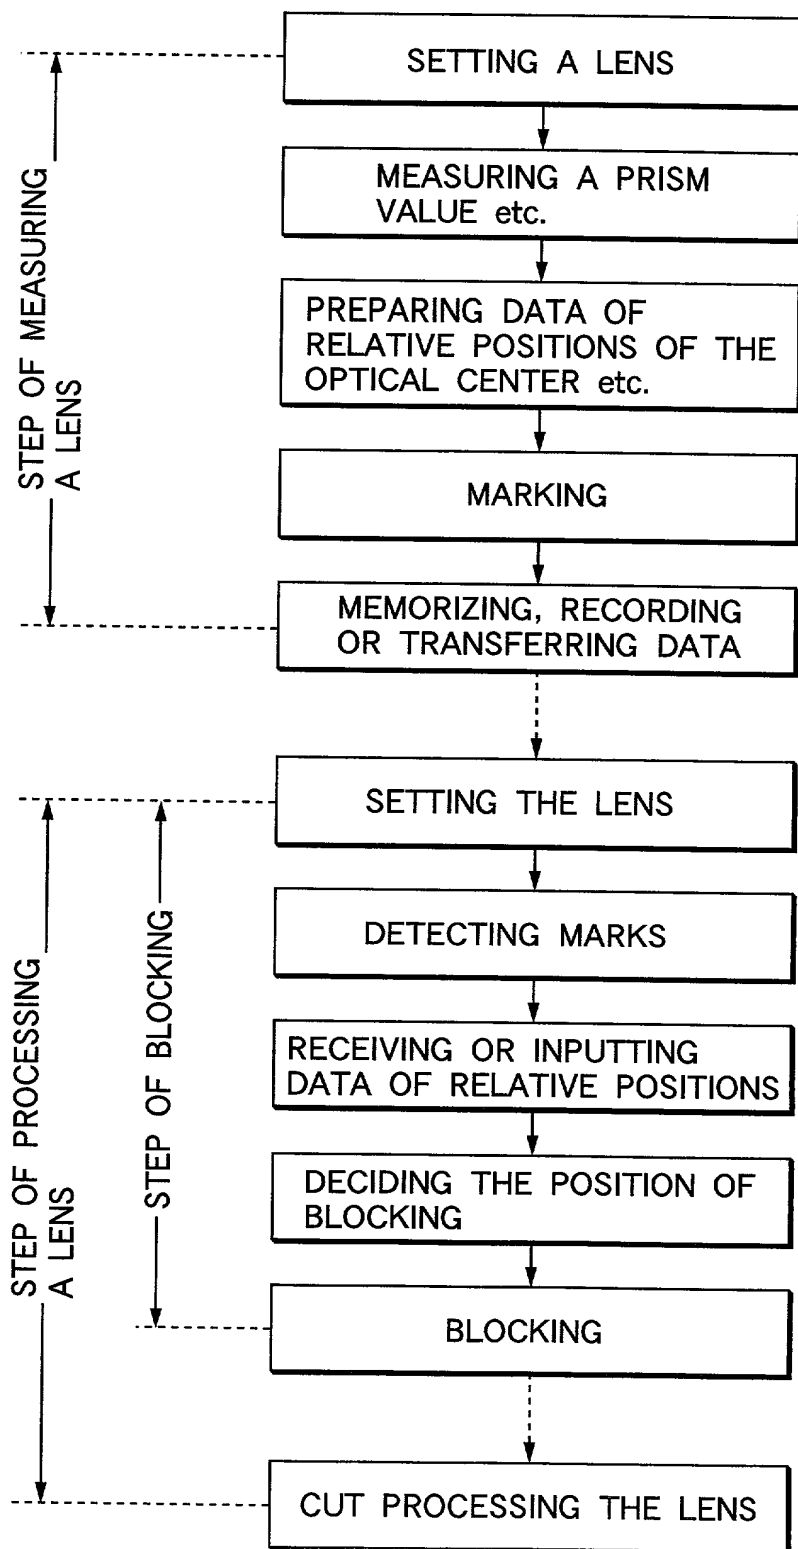 SETTING A LENS
MEASURING A PRISM
VALUE etc.
PREPARING DATA OF
RELATIVE POSITIONS OF THE
OPTICAL CENTER etc.
MARKING
MEMORIZING, RECORDING
OR TRANSFERRING DATA
STEP OF MEASURING
A LENS
SETTING THE LENS
DETECTING MARKS
RECEIVING OR INPUTTING
DATA OF RELATIVE POSITIONS
DECIDING THE POSITION OF
BLOCKING
BLOCKING
CUT PROCESSING THE LENS
STEP OF BLOCKING
STEP OF PROCESSING
A LENS